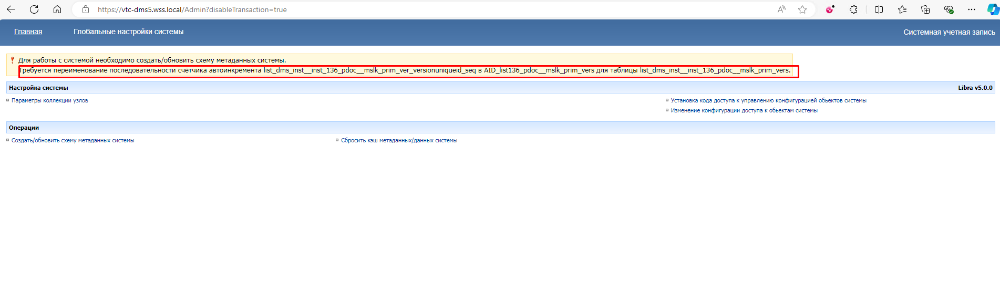 https://vtc-dms5.wss.local/Admin?disableTransaction=true
Главная Глобальные настройки системы Системная учетная запись
Для работы с системой необходимо создать/обновить схему метаданных системы.
Требуется переименование последовательности счётчика автоинкремента list_dms_inst__inst_136_pdoc__mslk_prim_ver_versionuniqueid_seq в AID_list136_pdoc__mslk_prim_vers для таблицы list_dms_inst__inst_136_pdoc__mslk_prim_vers.
Настройка системы Libra v5.0.0
Параметры коллекции узлов Установка кода доступа к управлению конфигурацией обьектов системы
Изменение конфигурации доступа к обьектам системы
Операции
Создать/обновить схему метаданных системы Сбросить кэш метаданных/данных системы